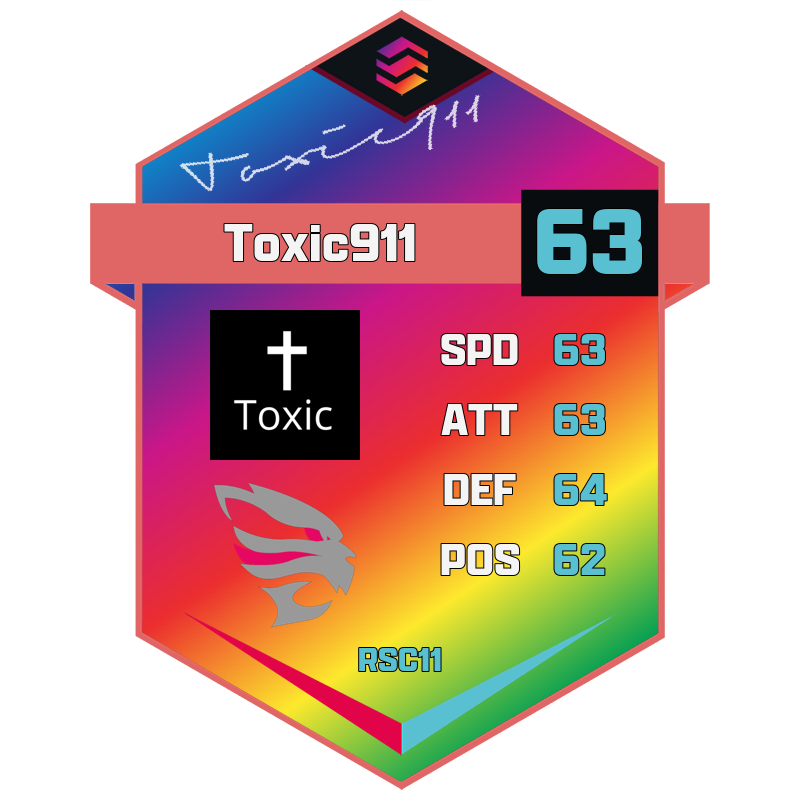 Toxic911
Toxic911 63
Toxic
SPD 63
ATT 63
DEF 64
POS 62
RSC11